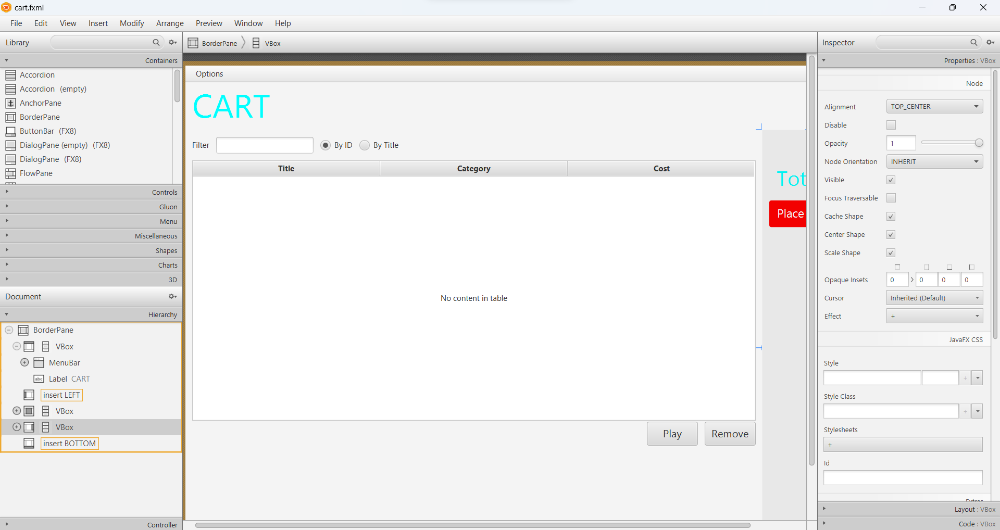 cart.fxml
File Edit View Insert Modify Arrange Preview Window Help
Library
Containers
Accordion
Accordion (empty)
AnchorPane
BorderPane
ButtonBar (FX8)
DialogPane (empty) (FX8)
DialogPane (FX8)
FlowPane
Controls
Gluon
Menu
Miscellaneous
Shapes
Charts
3D
Document
Hierarchy
BorderPane
VBox
MenuBar
Label CART
insert LEFT
VBox
VBox
insert BOTTOM
Controller
BorderPane VBox
Options
CART
Filter By ID By Title
Title Category Cost
No content in table
Play Remove
Tot
Place
Inspector
Properties : VBox
Node
Alignment TOP_CENTER
Disable
Opacity 1
Node Orientation INHERIT
Visible
Focus Traversable
Cache Shape
Center Shape
Scale Shape
Opaque Insets 0 0 0 0
Cursor Inherited (Default)
Effect +
JavaFX CSS
Style
+
Style Class
+
Stylesheets
+
Id
Layout : VBox
Code : VBox